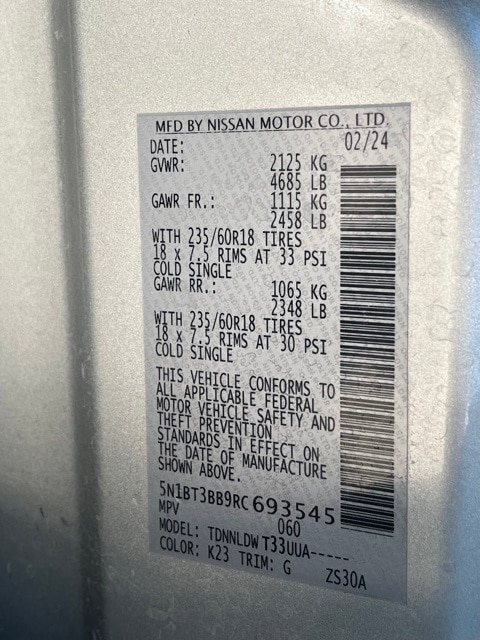 MFD BY NISSAN MOTOR CO., LTD.
DATE: 02/24
GVWR: 2125 KG
4685 LB
GAWR FR.: 1115 KG
2458 LB
WITH 235/60R18 TIRES
18 x 7.5 RIMS AT 33 PSI
COLD SINGLE
GAWR RR.: 1065 KG
2348 LB
WITH 235/60R18 TIRES
18 x 7.5 RIMS AT 30 PSI
COLD SINGLE
THIS VEHICLE CONFORMS TO
ALL APPLICABLE FEDERAL
MOTOR VEHICLE SAFETY AND
THEFT PREVENTION
STANDARDS IN EFFECT ON
THE DATE OF MANUFACTURE
SHOWN ABOVE.
5N1BT3BB9RC693545
MPV 060
MODEL: TDNNLDWT33UUA-----
COLOR: K23 TRIM: G ZS30A